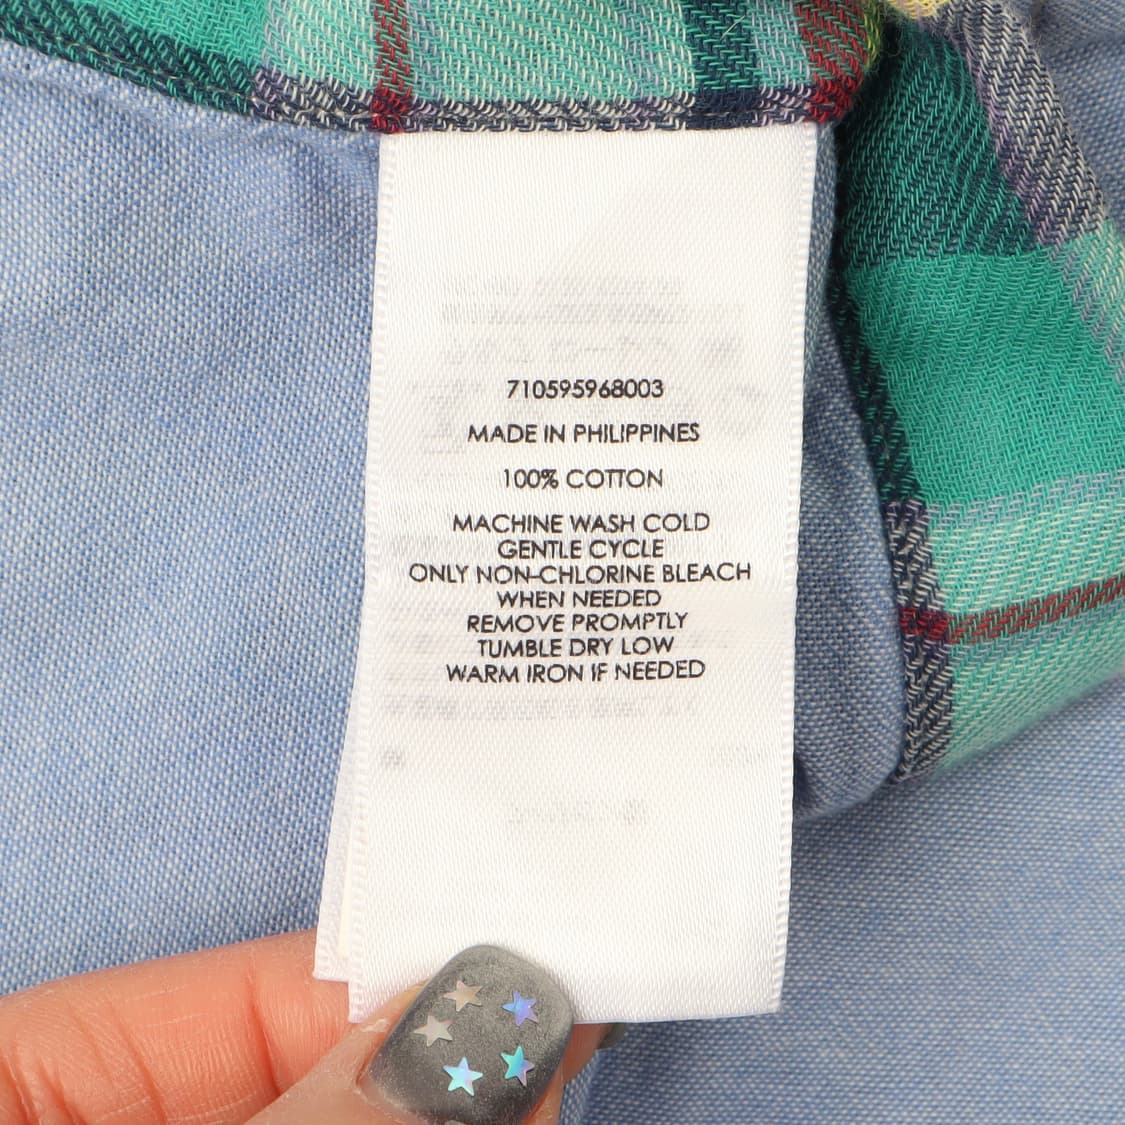 710595968003
MADE IN PHILIPPINES
100% COTTON
MACHINE WASH COLD
GENTLE CYCLE
ONLY NON-CHLORINE BLEACH
WHEN NEEDED
REMOVE PROMPTLY
TUMBLE DRY LOW
WARM IRON IF NEEDED